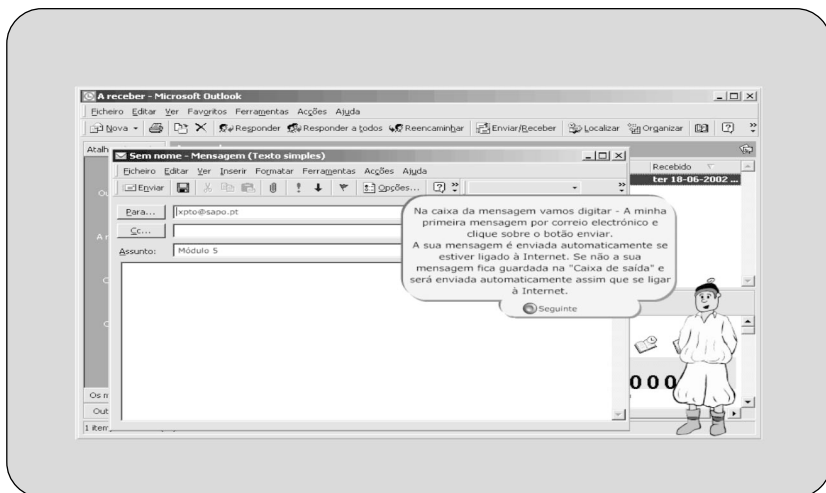 A receber - Microsoft Outlook
Ficheiro Editar Ver Favoritos Ferramentas Acções Ajuda
Nova Responder Responder a todos Reencaminhar Enviar/Receber Localizar Organizar
Atalh
Sem nome - Mensagem (Texto simples)
Recebido
Ficheiro Editar Ver Inserir Formatar Ferramentas Acções Ajuda
ter 18-06-2002 ...
Enviar Opções...
Para... xpto@sapo.pt
Cc...
Assunto: Módulo 5
Na caixa da mensagem vamos digitar - A minha
primeira mensagem por correio electrónico e
clique sobre o botão enviar.
A sua mensagem é enviada automaticamente se
estiver ligado à Internet. Se não a sua
mensagem fica guardada na "Caixa de saída" e
será enviada automaticamente assim que se ligar
à Internet.
Seguinte
000
Os m
Out
1 item